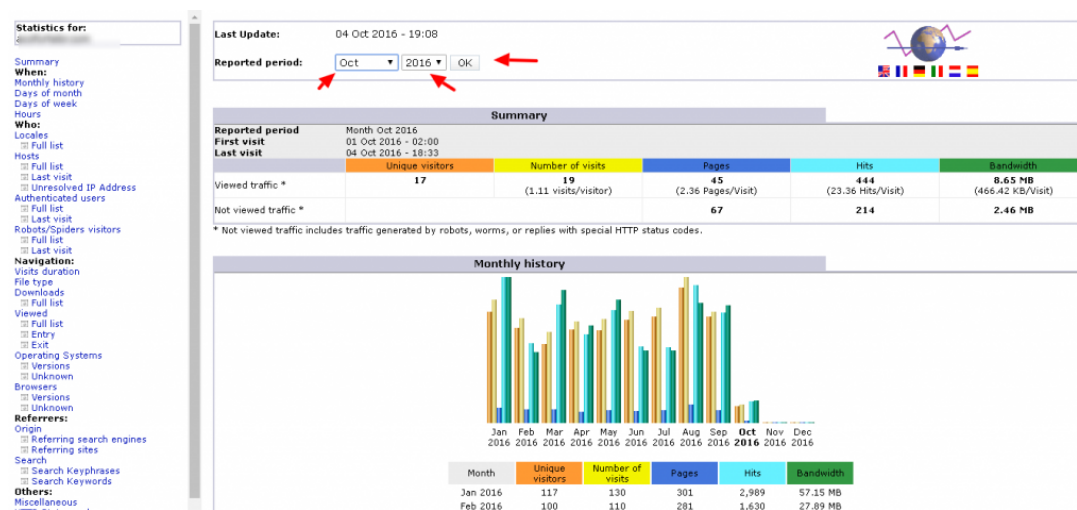 Statistics for:
Summary
When:
Monthly history
Days of month
Days of week
Hours
Who:
Locales
Full list
Hosts
Full list
Last visit
Unresolved IP Address
Authenticated users
Full list
Last visit
Robots/Spiders visitors
Full list
Last visit
Navigation:
Visits duration
File type
Downloads
Full list
Viewed
Full list
Entry
Exit
Operating Systems
Versions
Unknown
Browsers
Versions
Unknown
Referrers:
Origin
Referring search engines
Referring sites
Search
Search Keyphrases
Search Keywords
Others:
Miscellaneous
Last Update: 04 Oct 2016 - 19:08
Reported period: Oct 2016 OK
Summary
Reported period Month Oct 2016
First visit 01 Oct 2016 - 02:00
Last visit 04 Oct 2016 - 18:33
Unique visitors Number of visits Pages Hits Bandwidth
Viewed traffic * 17 19 45 444 8.65 MB
(1.11 visits/visitor) (2.36 Pages/Visit) (23.36 Hits/Visit) (466.42 KB/Visit)
Not viewed traffic * 67 214 2.46 MB
* Not viewed traffic includes traffic generated by robots, worms, or replies with special HTTP status codes.
Monthly history
Jan Feb Mar Apr May Jun Jul Aug Sep Oct Nov Dec
2016 2016 2016 2016 2016 2016 2016 2016 2016 2016 2016 2016
Month Unique visitors Number of visits Pages Hits Bandwidth
Jan 2016 117 130 301 2,989 57.15 MB
Feb 2016 100 110 281 1,630 27.89 MB